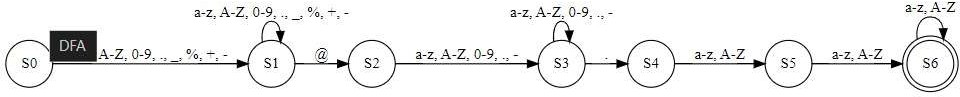 a-z, A-Z, 0-9, ., _, %, +, -
a-z, A-Z, 0-9, ., -
a-z, A-Z
DFA
A-Z, 0-9, ., _, %, +, -
@
a-z, A-Z, 0-9, ., -
.
a-z, A-Z
a-z, A-Z
S0
S1
S2
S3
S4
S5
S6